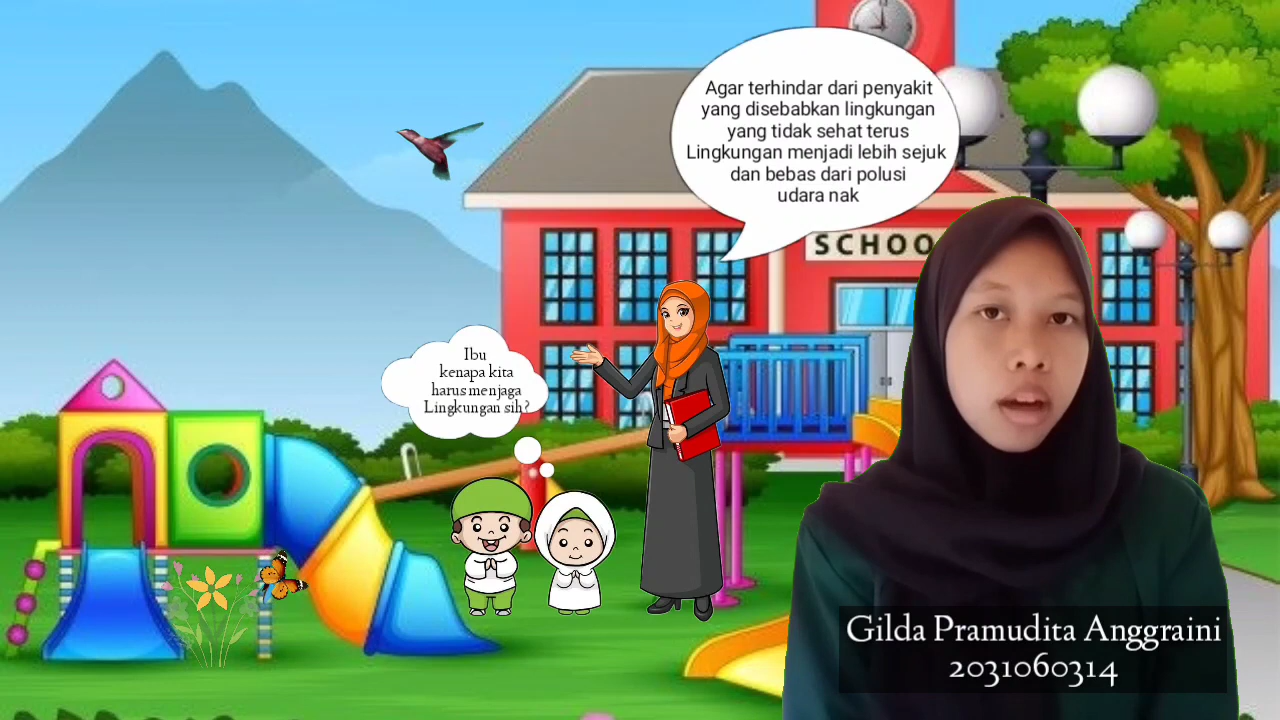 Agar terhindar dari penyakit
yang disebabkan lingkungan
yang tidak sehat terus
Lingkungan menjadi lebih sejuk
dan bebas dari polusi
udara nak
SCHOO
Ibu
kenapa kita
harus menjaga
Lingkungan sih?
Gilda Pramudita Anggraini
2031060314